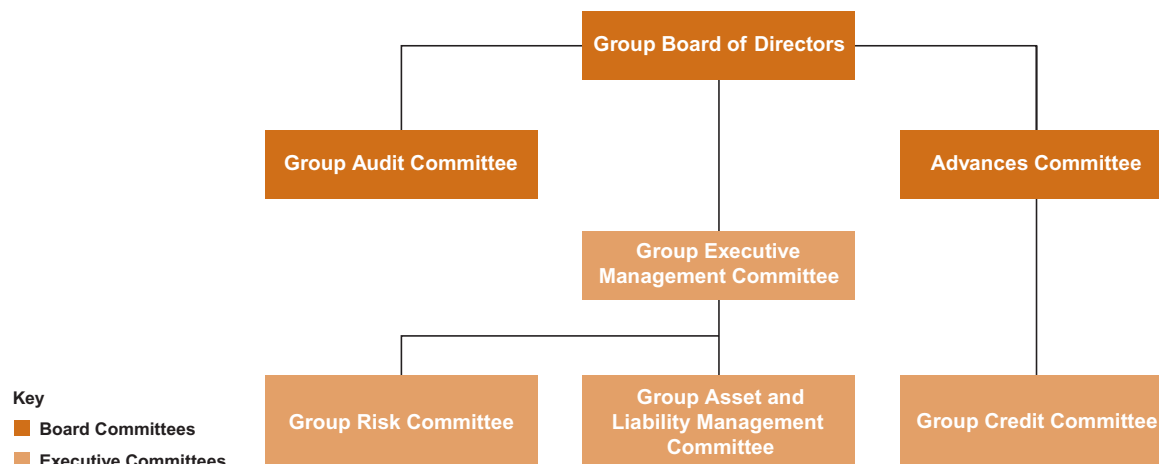 Group Board of Directors
Group Audit Committee
Advances Committee
Group Executive
Management Committee
Group Risk Committee
Group Asset and
Liability Management
Committee
Group Credit Committee
Key
Board Committees
Executive Committees